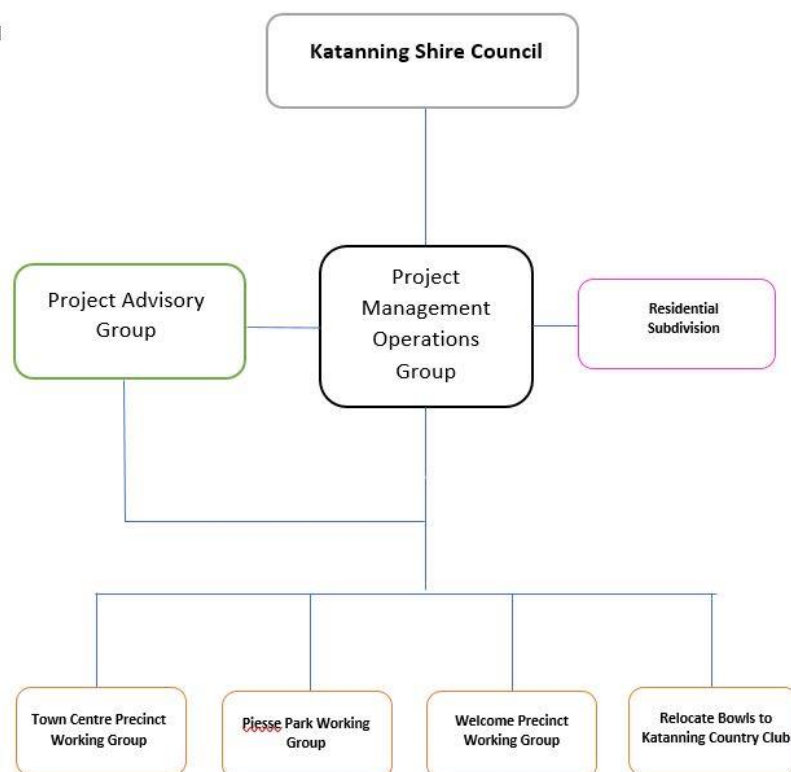 Katanning Shire Council
Project Advisory
Group
Project
Management
Operations
Group
Residential
Subdivision
Town Centre Precinct
Working Group
Piesse Park Working
Group
Welcome Precinct
Working Group
Relocate Bowls to
Katanning Country Club